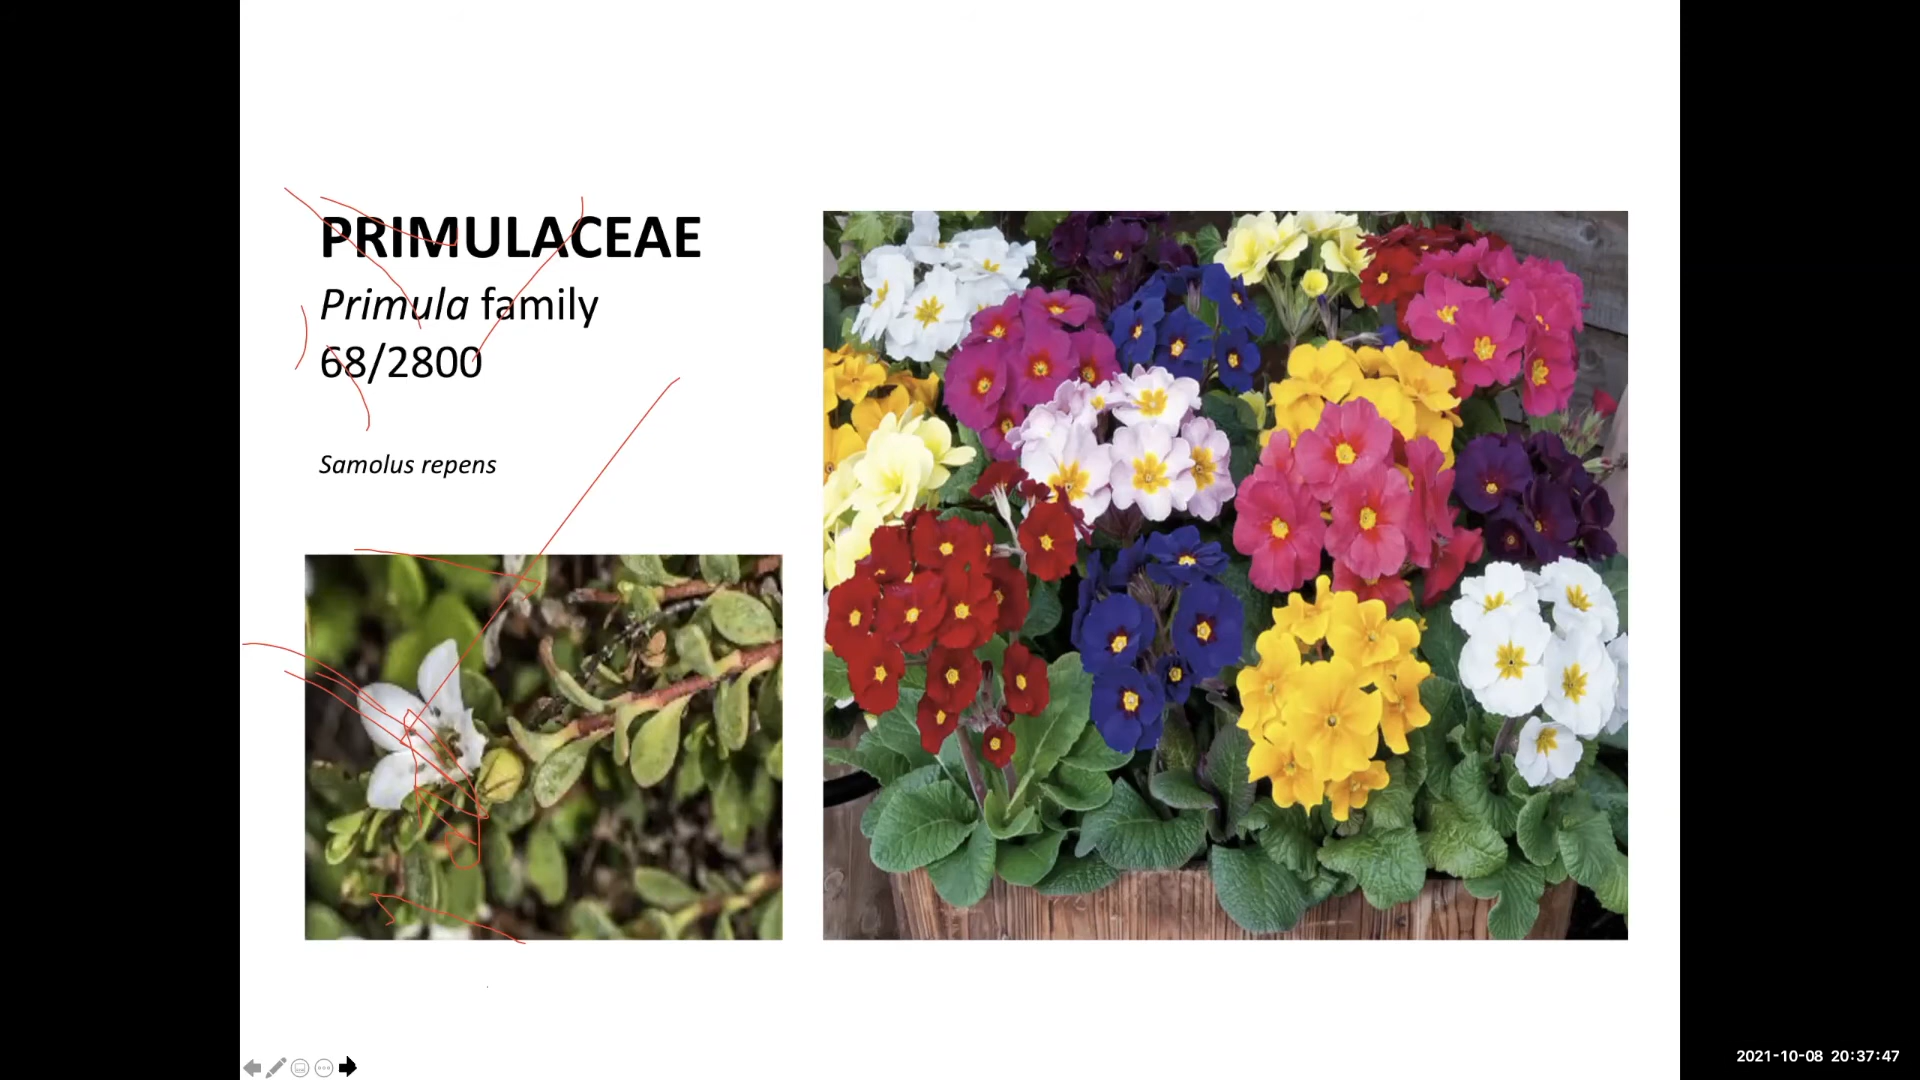 PRIMULACEAE
Primula family
68/2800
Samolus repens
2021-10-08 20:37:47